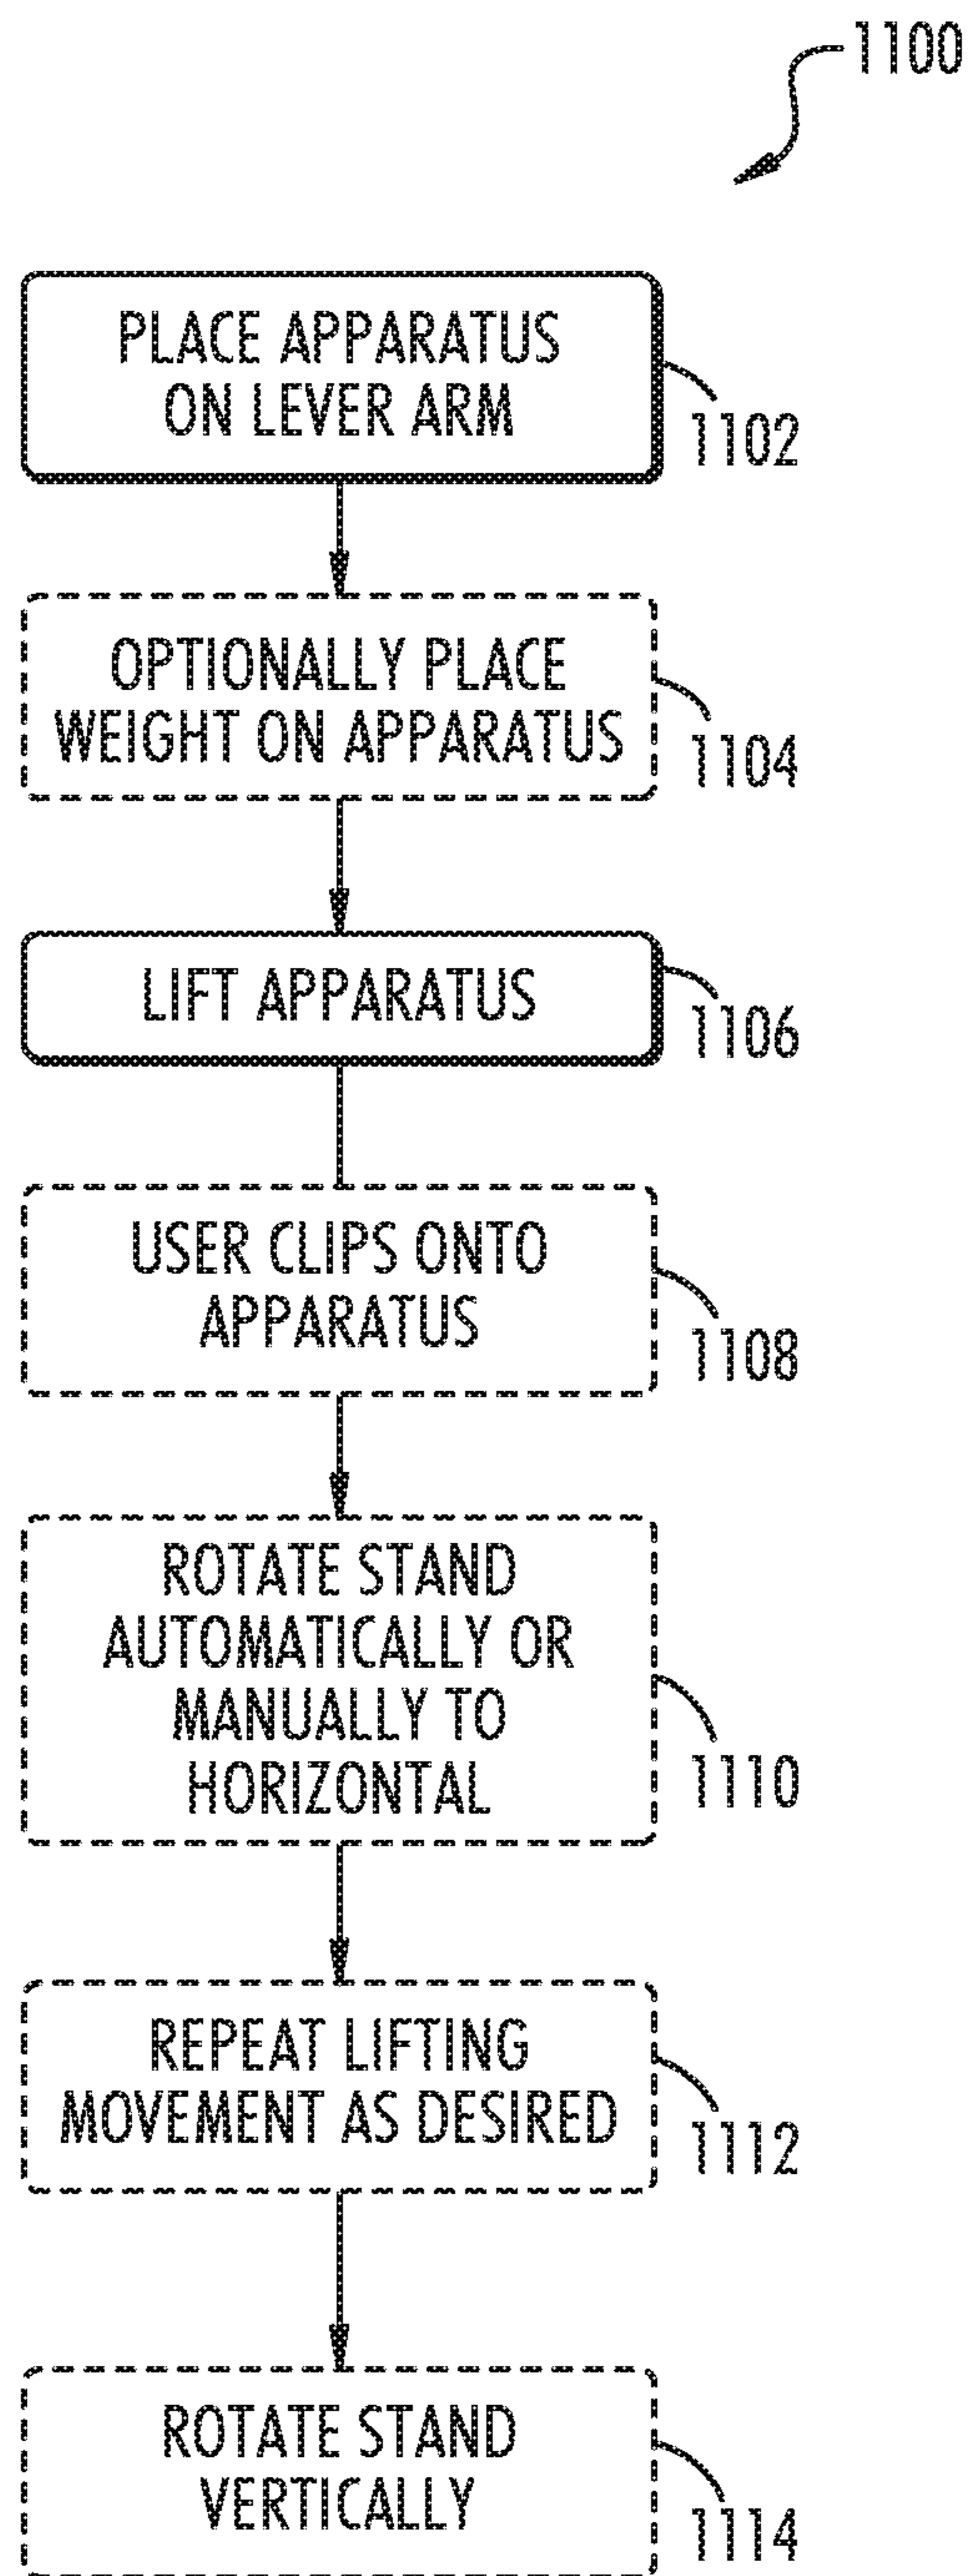 1100
PLACE APPARATUS
ON LEVER ARM
1102
OPTIONALLY PLACE
WEIGHT ON APPARATUS
1104
LIFT APPARATUS
1106
USER CLIPS ONTO
APPARATUS
1108
ROTATE STAND
AUTOMATICALLY OR
MANUALLY TO
HORIZONTAL
1110
REPEAT LIFTING
MOVEMENT AS DESIRED
1112
ROTATE STAND
VERTICALLY
1114